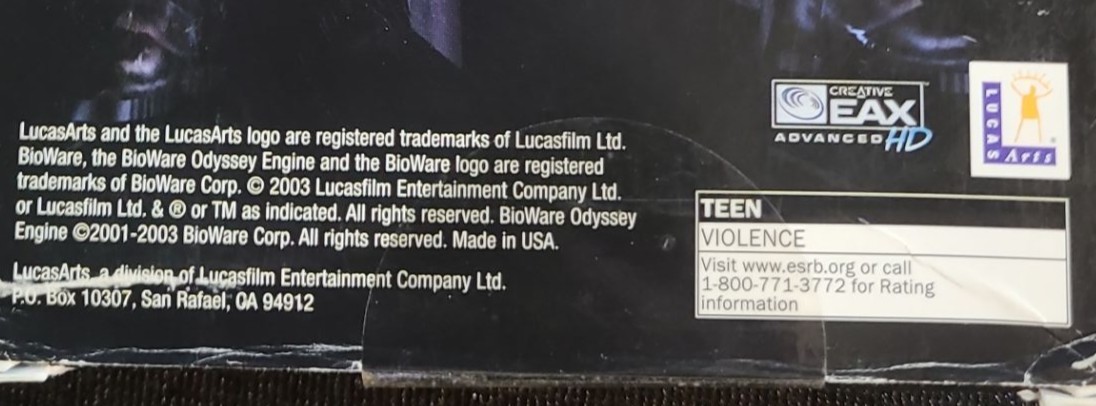 LucasArts and the LucasArts logo are registered trademarks of Lucasfilm Ltd.
BioWare, the BioWare Odyssey Engine and the BioWare logo are registered
trademarks of BioWare Corp. © 2003 Lucasfilm Entertainment Company Ltd.
or Lucasfilm Ltd. & ® or TM as indicated. All rights reserved. BioWare Odyssey
Engine ©2001-2003 BioWare Corp. All rights reserved. Made in USA.
LucasArts, a division of Lucasfilm Entertainment Company Ltd.
P.O. Box 10307, San Rafael, CA 94912
CREATIVE
EAX
ADVANCED HD
LUCAS
Arts
TEEN
VIOLENCE
Visit www.esrb.org or call
1-800-771-3772 for Rating
information